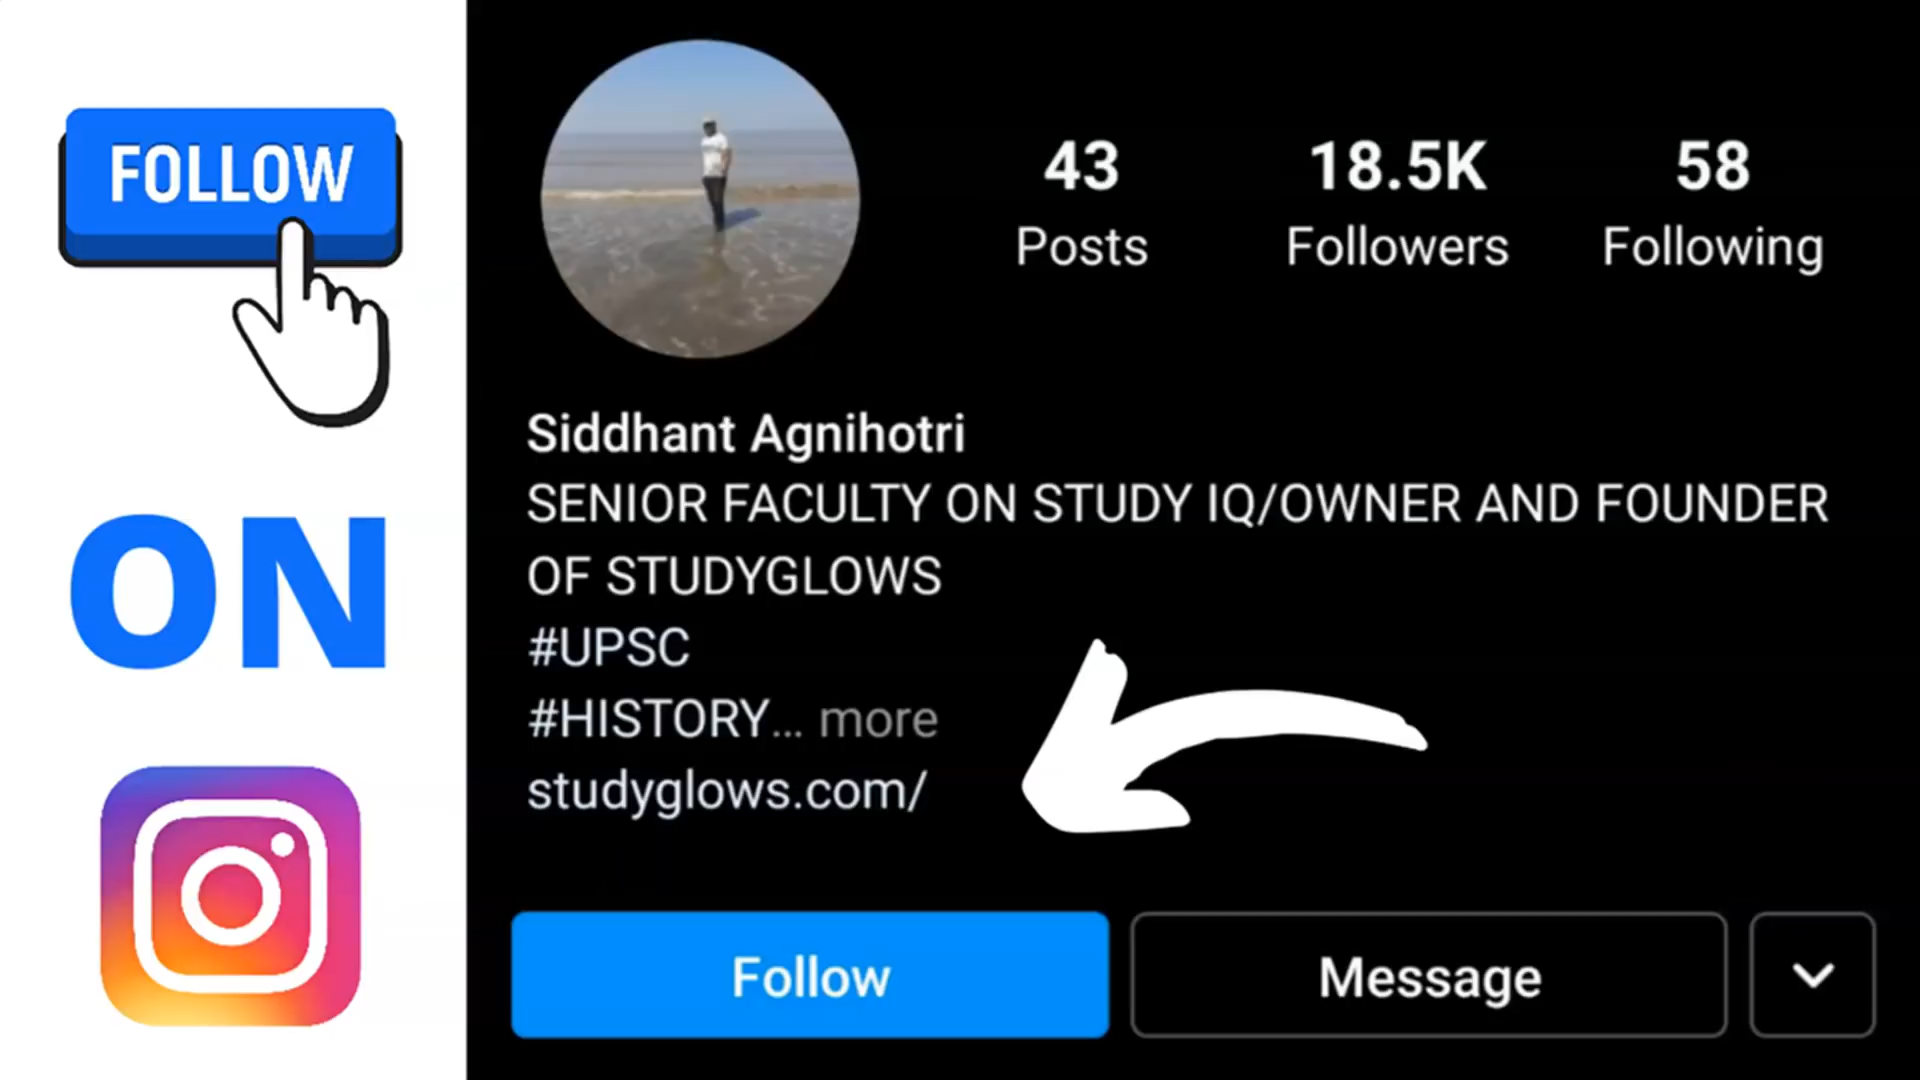 FOLLOW
ON
43
Posts
18.5K
Followers
58
Following
Siddhant Agnihotri
SENIOR FACULTY ON STUDY IQ/OWNER AND FOUNDER
OF STUDYGLOWS
#UPSC
#HISTORY... more
studyglows.com/
Follow
Message